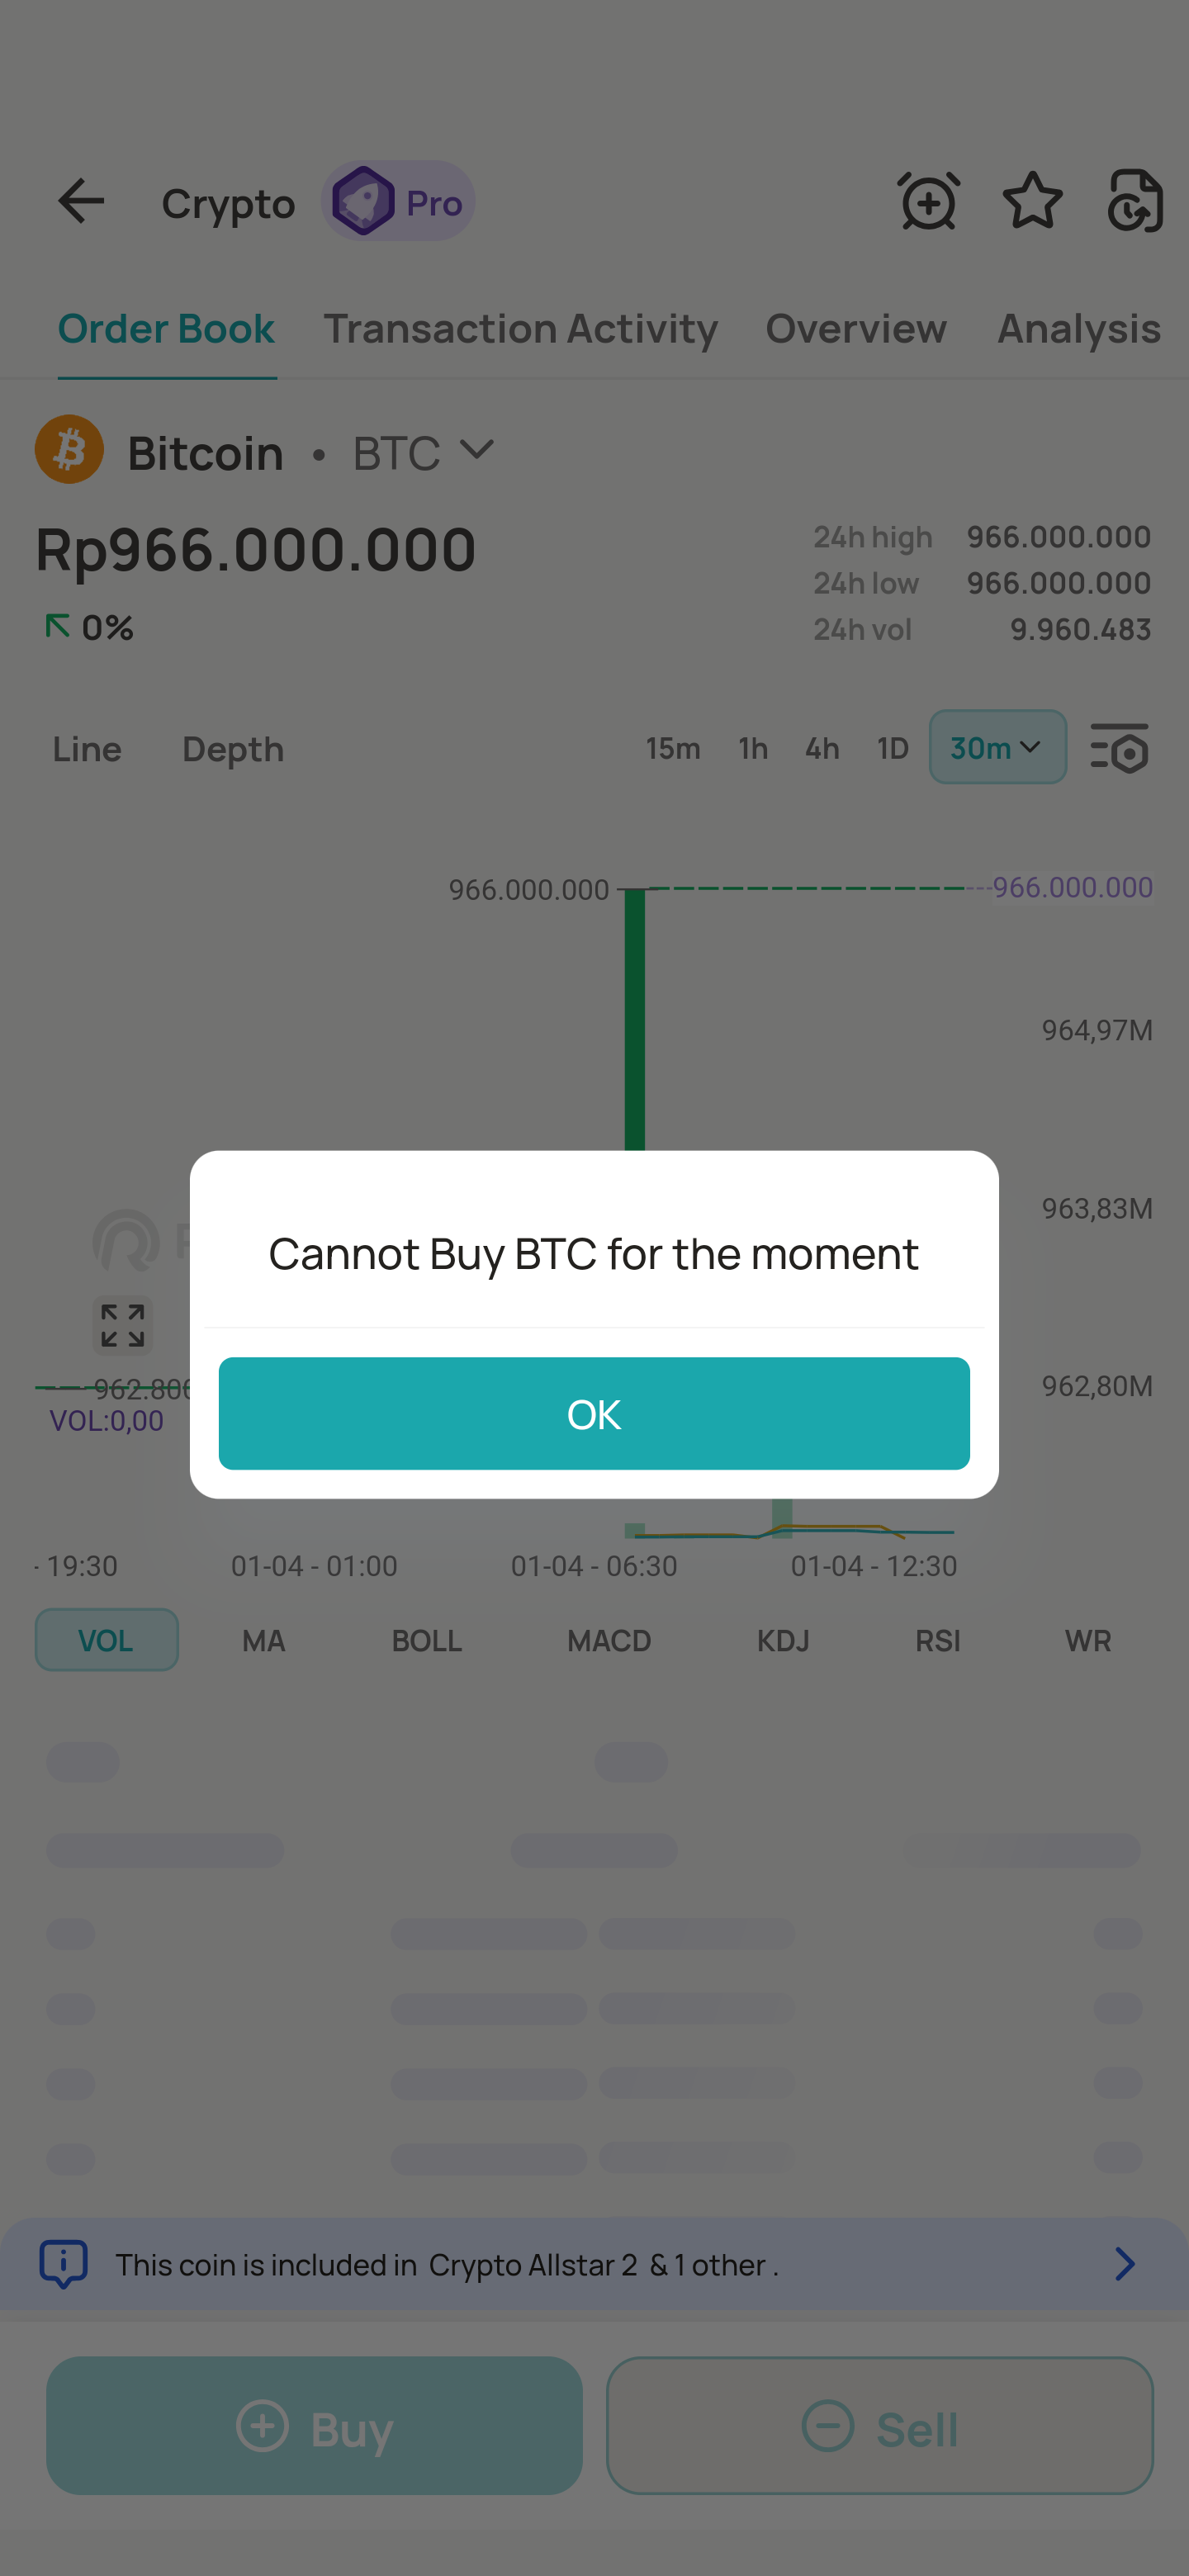 Crypto Pro
Order Book Transaction Activity Overview Analysis
Bitcoin • BTC
Rp966.000.000
24h high 966.000.000
24h low 966.000.000
0%
24h vol 9.960.483
Line Depth 15m 1h 4h 1D 30m
966.000.000 966.000.000
964,97M
963,83M
Cannot Buy BTC for the moment
962,80M
VOL:0,00
OK
- 19:30 01-04 - 01:00 01-04 - 06:30 01-04 - 12:30
VOL MA BOLL MACD KDJ RSI WR
This coin is included in Crypto Allstar 2 & 1 other .
Buy Sell